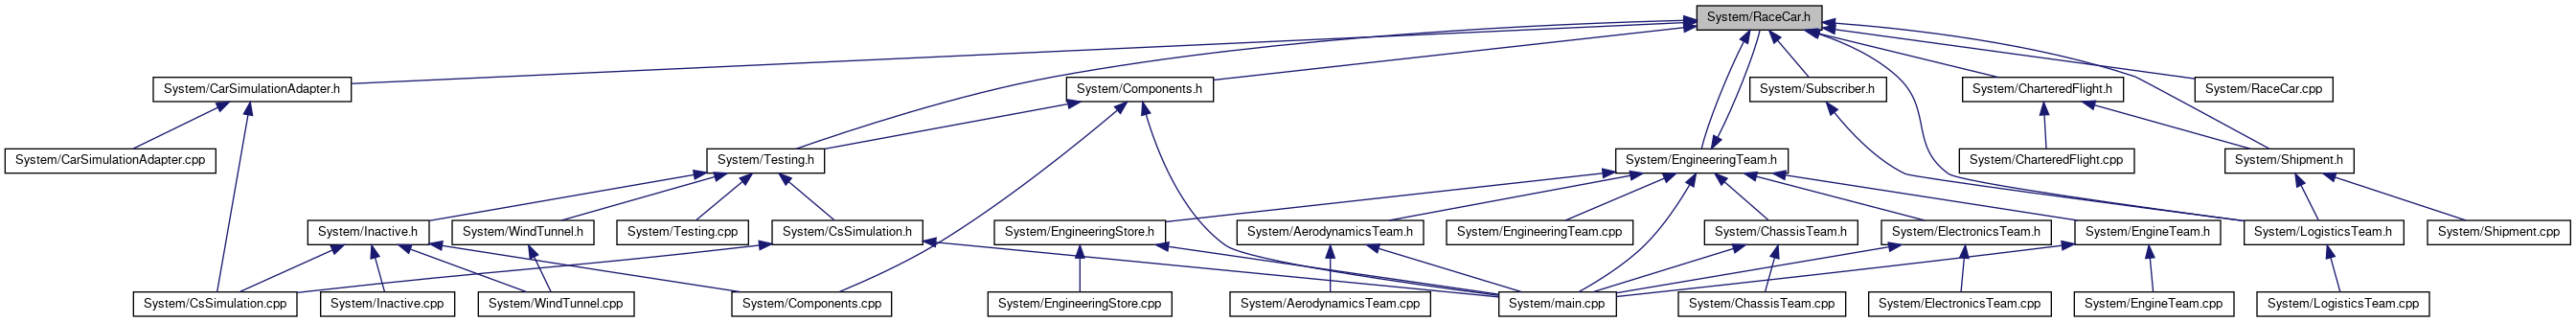 System/RaceCar.h
System/CarSimulationAdapter.h
System/Components.h
System/Subscriber.h
System/CharteredFlight.h
System/RaceCar.cpp
System/CarSimulationAdapter.cpp
System/Testing.h
System/EngineeringTeam.h
System/CharteredFlight.cpp
System/Shipment.h
System/Inactive.h
System/WindTunnel.h
System/Testing.cpp
System/CsSimulation.h
System/EngineeringStore.h
System/AerodynamicsTeam.h
System/EngineeringTeam.cpp
System/ChassisTeam.h
System/ElectronicsTeam.h
System/EngineTeam.h
System/LogisticsTeam.h
System/Shipment.cpp
System/CsSimulation.cpp
System/Inactive.cpp
System/WindTunnel.cpp
System/Components.cpp
System/EngineeringStore.cpp
System/AerodynamicsTeam.cpp
System/main.cpp
System/ChassisTeam.cpp
System/ElectronicsTeam.cpp
System/EngineTeam.cpp
System/LogisticsTeam.cpp